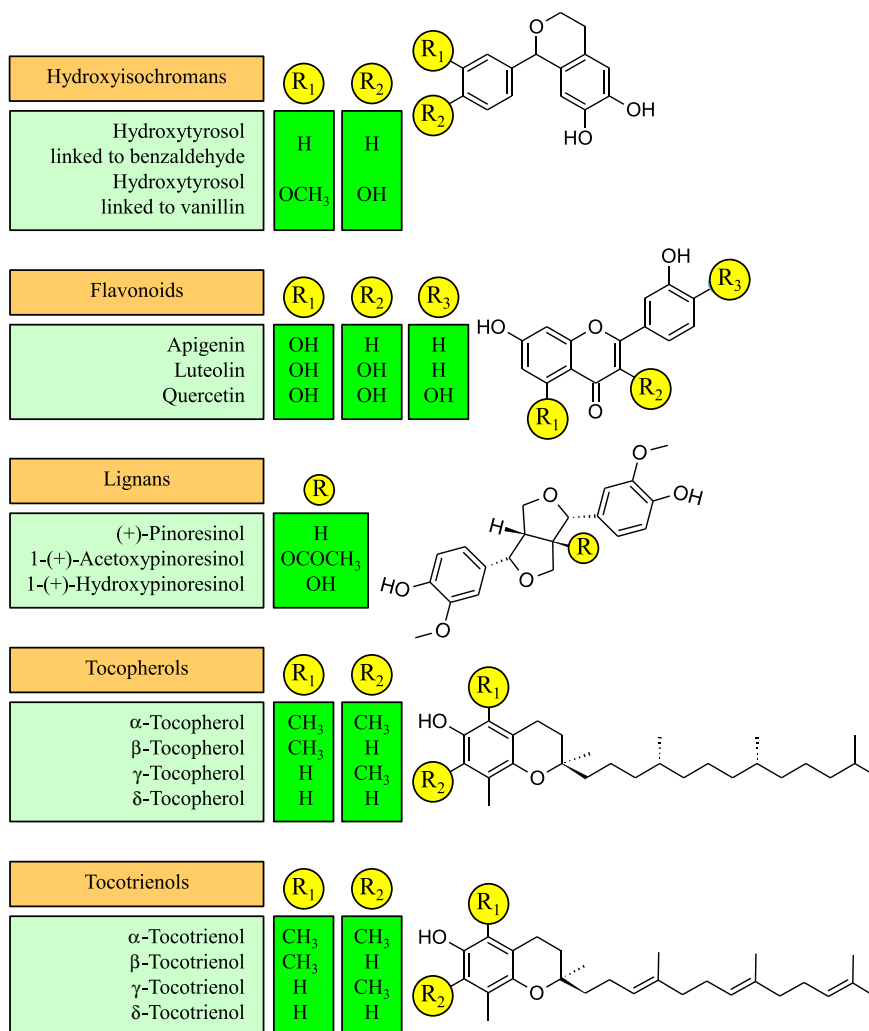 Hydroxyisochromans R₁ R₂
Hydroxytyrosol
linked to benzaldehyde H H
Hydroxytyrosol
linked to vanillin OCH₃ OH
R₁
R₂
O
OH
HO
Flavonoids R₁ R₂ R₃
Apigenin OH H H
Luteolin OH OH H
Quercetin OH OH OH
OH
R₃
HO
O
R₂
R₁
O
Lignans R
(+)-Pinoresinol H
1-(+)-Acetoxypinoresinol OCOCH₃
1-(+)-Hydroxypinoresinol OH
O
O
OH
H
R
HO
O
O
Tocopherols R₁ R₂
α-Tocopherol CH₃ CH₃
β-Tocopherol CH₃ H
γ-Tocopherol H CH₃
δ-Tocopherol H H
R₁
HO
R₂
O
Tocotrienols R₁ R₂
α-Tocotrienol CH₃ CH₃
β-Tocotrienol CH₃ H
γ-Tocotrienol H CH₃
δ-Tocotrienol H H
R₁
HO
R₂
O